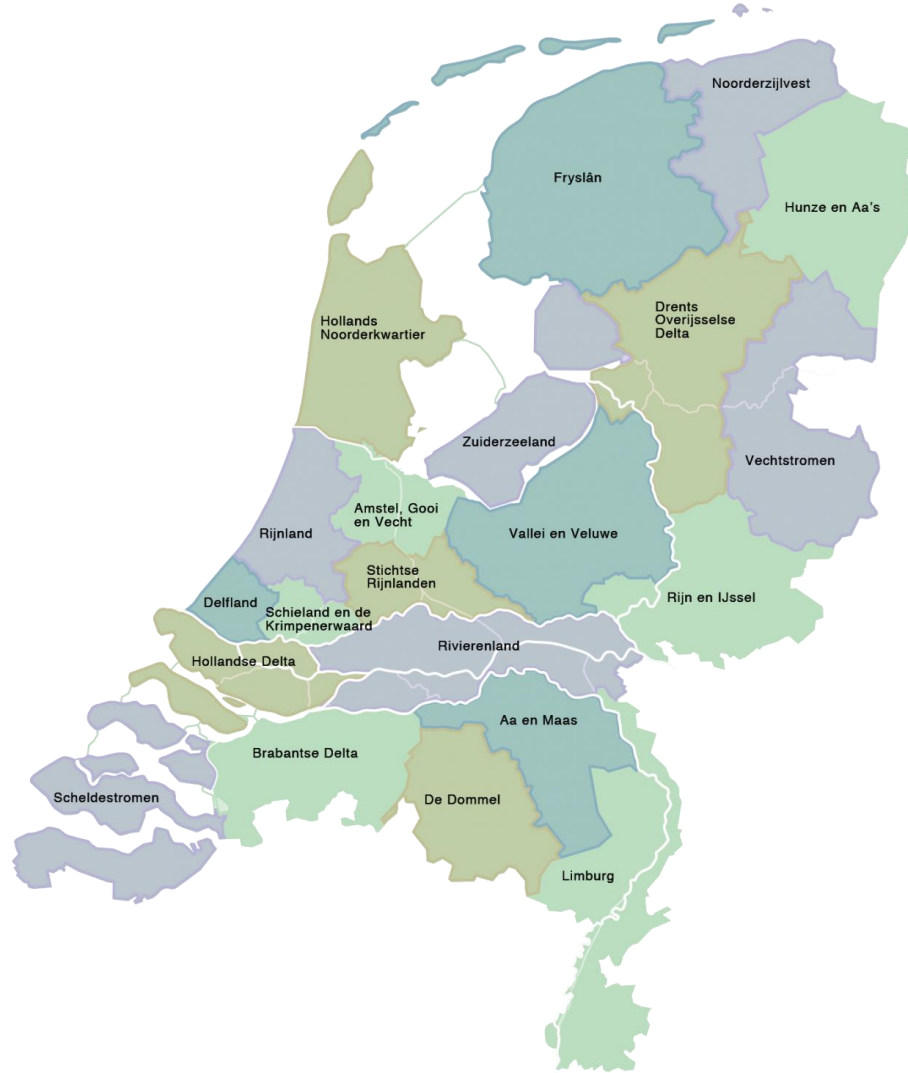 Noorderzijlvest
Fryslân
Hunze en Aa's
Hollands
Noorderkwartier
Drents
Overijsselse
Delta
Zuiderzeeland
Vechtstromen
Amstel, Gooi
en Vecht
Rijnland
Vallei en Veluwe
Stichtse
Rijnlanden
Delfland
Schieland en de
Krimpenerwaard
Rijn en IJssel
Rivierenland
Hollandse Delta
Aa en Maas
Brabantse Delta
Scheldestromen
De Dommel
Limburg